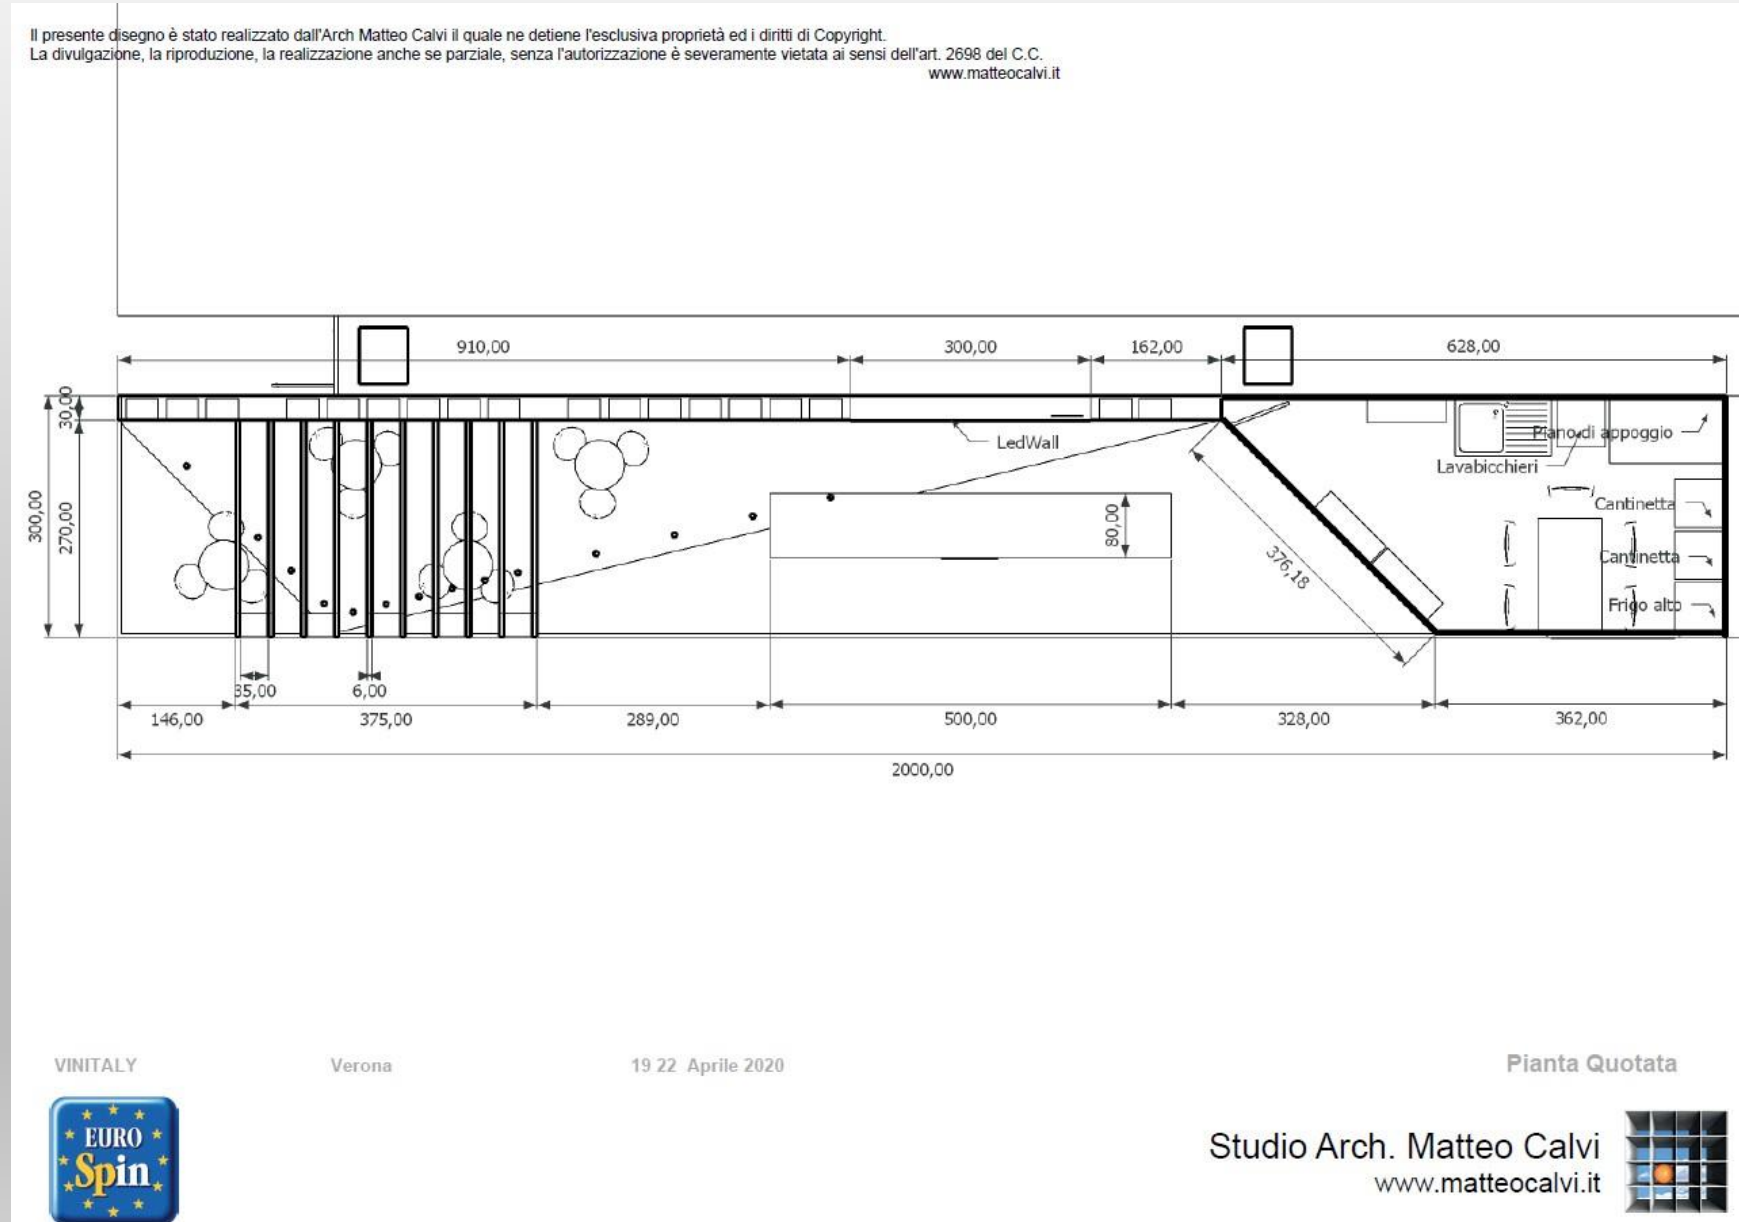 Il presente disegno è stato realizzato dall'Arch Matteo Calvi il quale ne detiene l'esclusiva proprietà ed i diritti di Copyright.
La divulgazione, la riproduzione, la realizzazione anche se parziale, senza l'autorizzazione è severamente vietata ai sensi dell'art. 2698 del C.C.
www.matteocalvi.it
910,00
300,00
162,00
628,00
30,00
300,00
270,00
LedWall
Piano di appoggio
Lavabicchieri
Cantinetta
80,00
376,18
Cantinetta
Frigo alto
35,00
6,00
146,00
375,00
289,00
500,00
328,00
362,00
2000,00
VINITALY
Verona
19 22 Aprile 2020
Pianta Quotata
EURO
Spin
Studio Arch. Matteo Calvi
www.matteocalvi.it